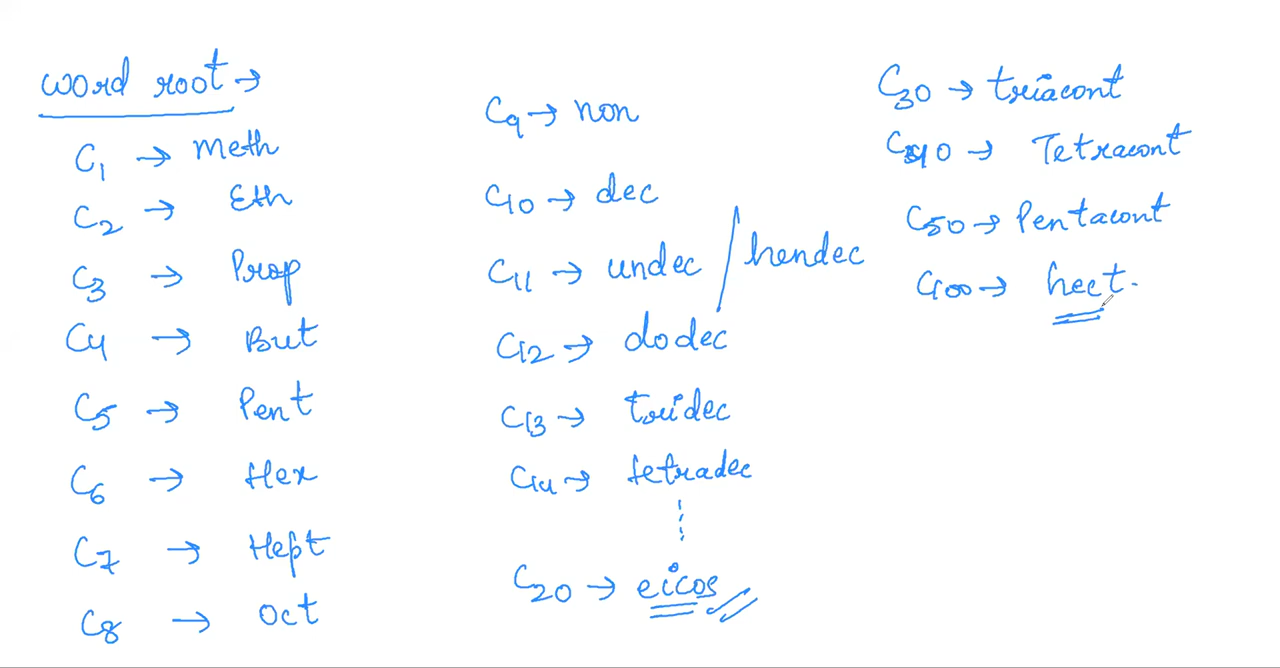 word root →
C1 → Meth
C2 → Eth
C3 → Prop
C4 → But
C5 → Pent
C6 → Hex
C7 → Hept
C8 → Oct
C9 → non
C10 → dec
C11 → undec / hendec
C12 → dodec
C13 → tridec
C14 → tetradec
C20 → eicos
C30 → triacont
C40 → Tetracont
C50 → Pentacont
C100 → hect.